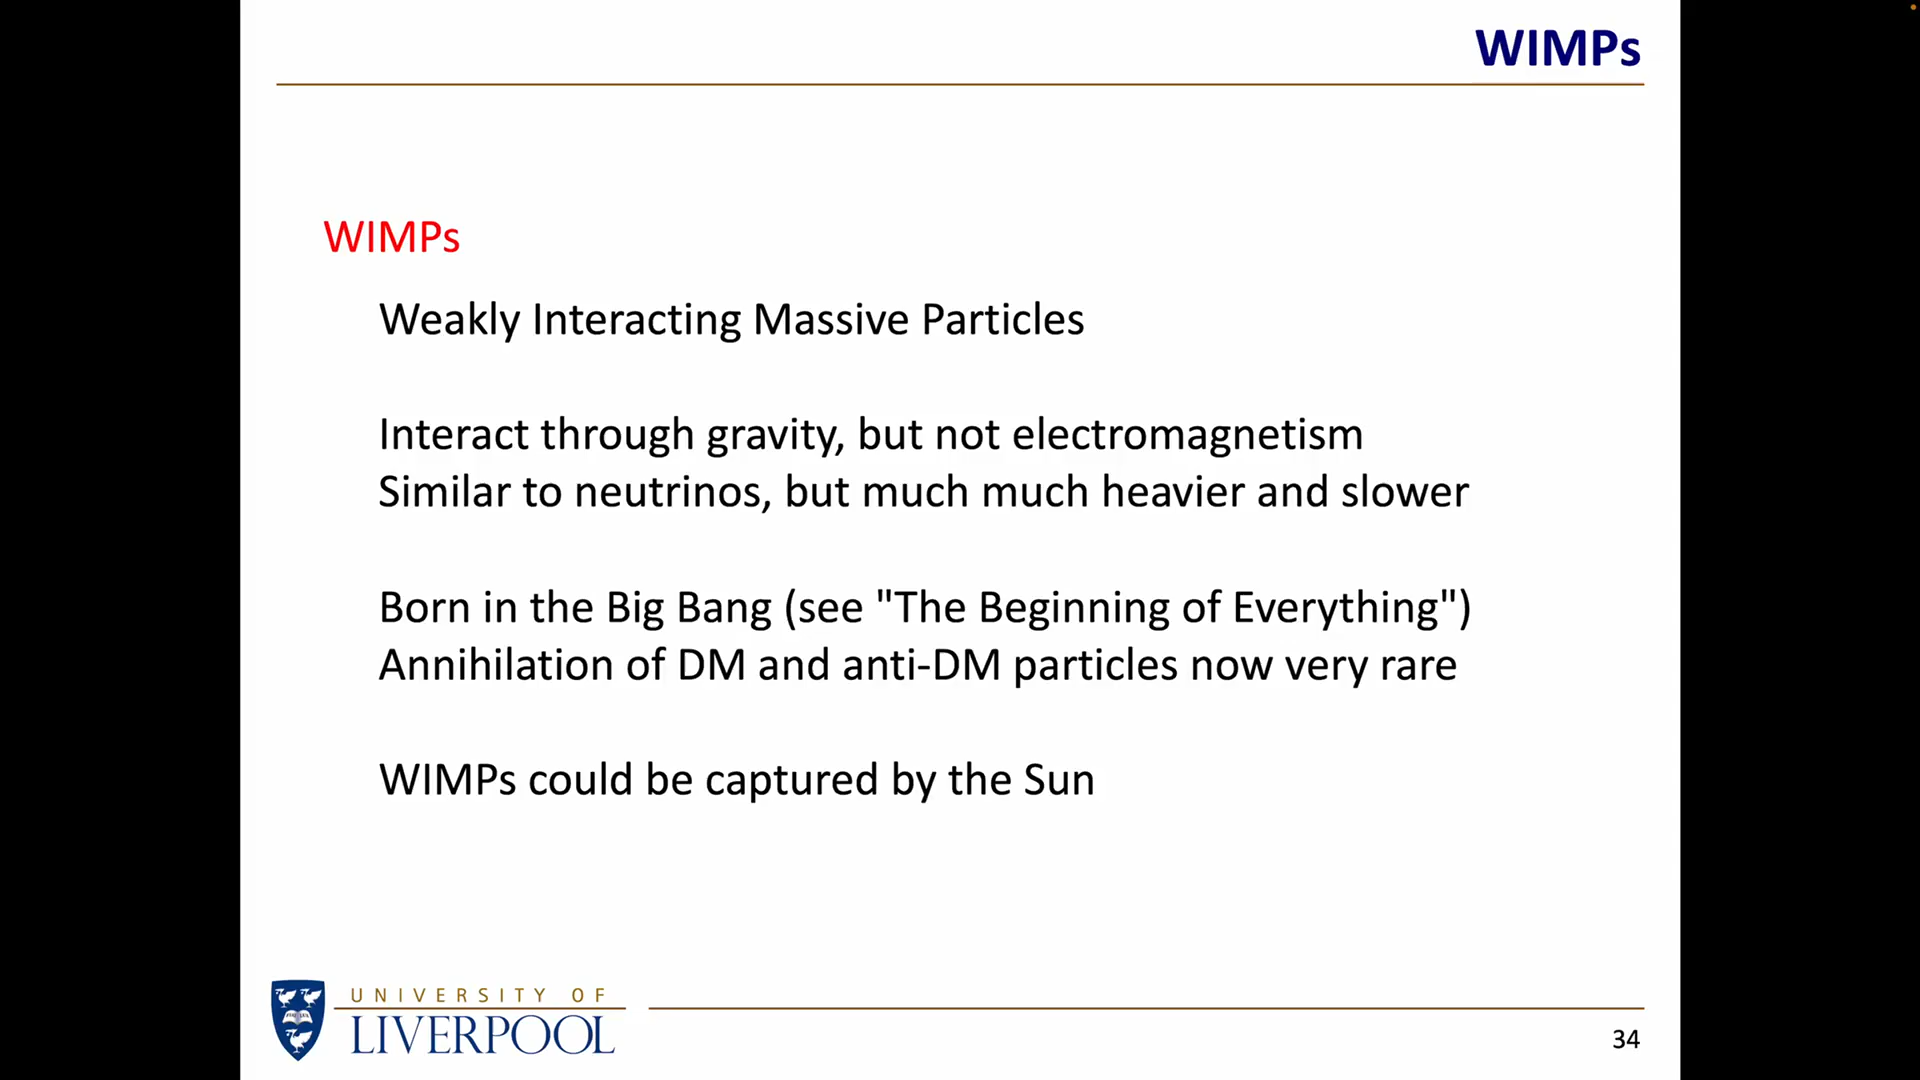 WIMPs
WIMPs
Weakly Interacting Massive Particles
Interact through gravity, but not electromagnetism
Similar to neutrinos, but much much heavier and slower
Born in the Big Bang (see "The Beginning of Everything")
Annihilation of DM and anti-DM particles now very rare
WIMPs could be captured by the Sun
UNIVERSITY OF
LIVERPOOL
34